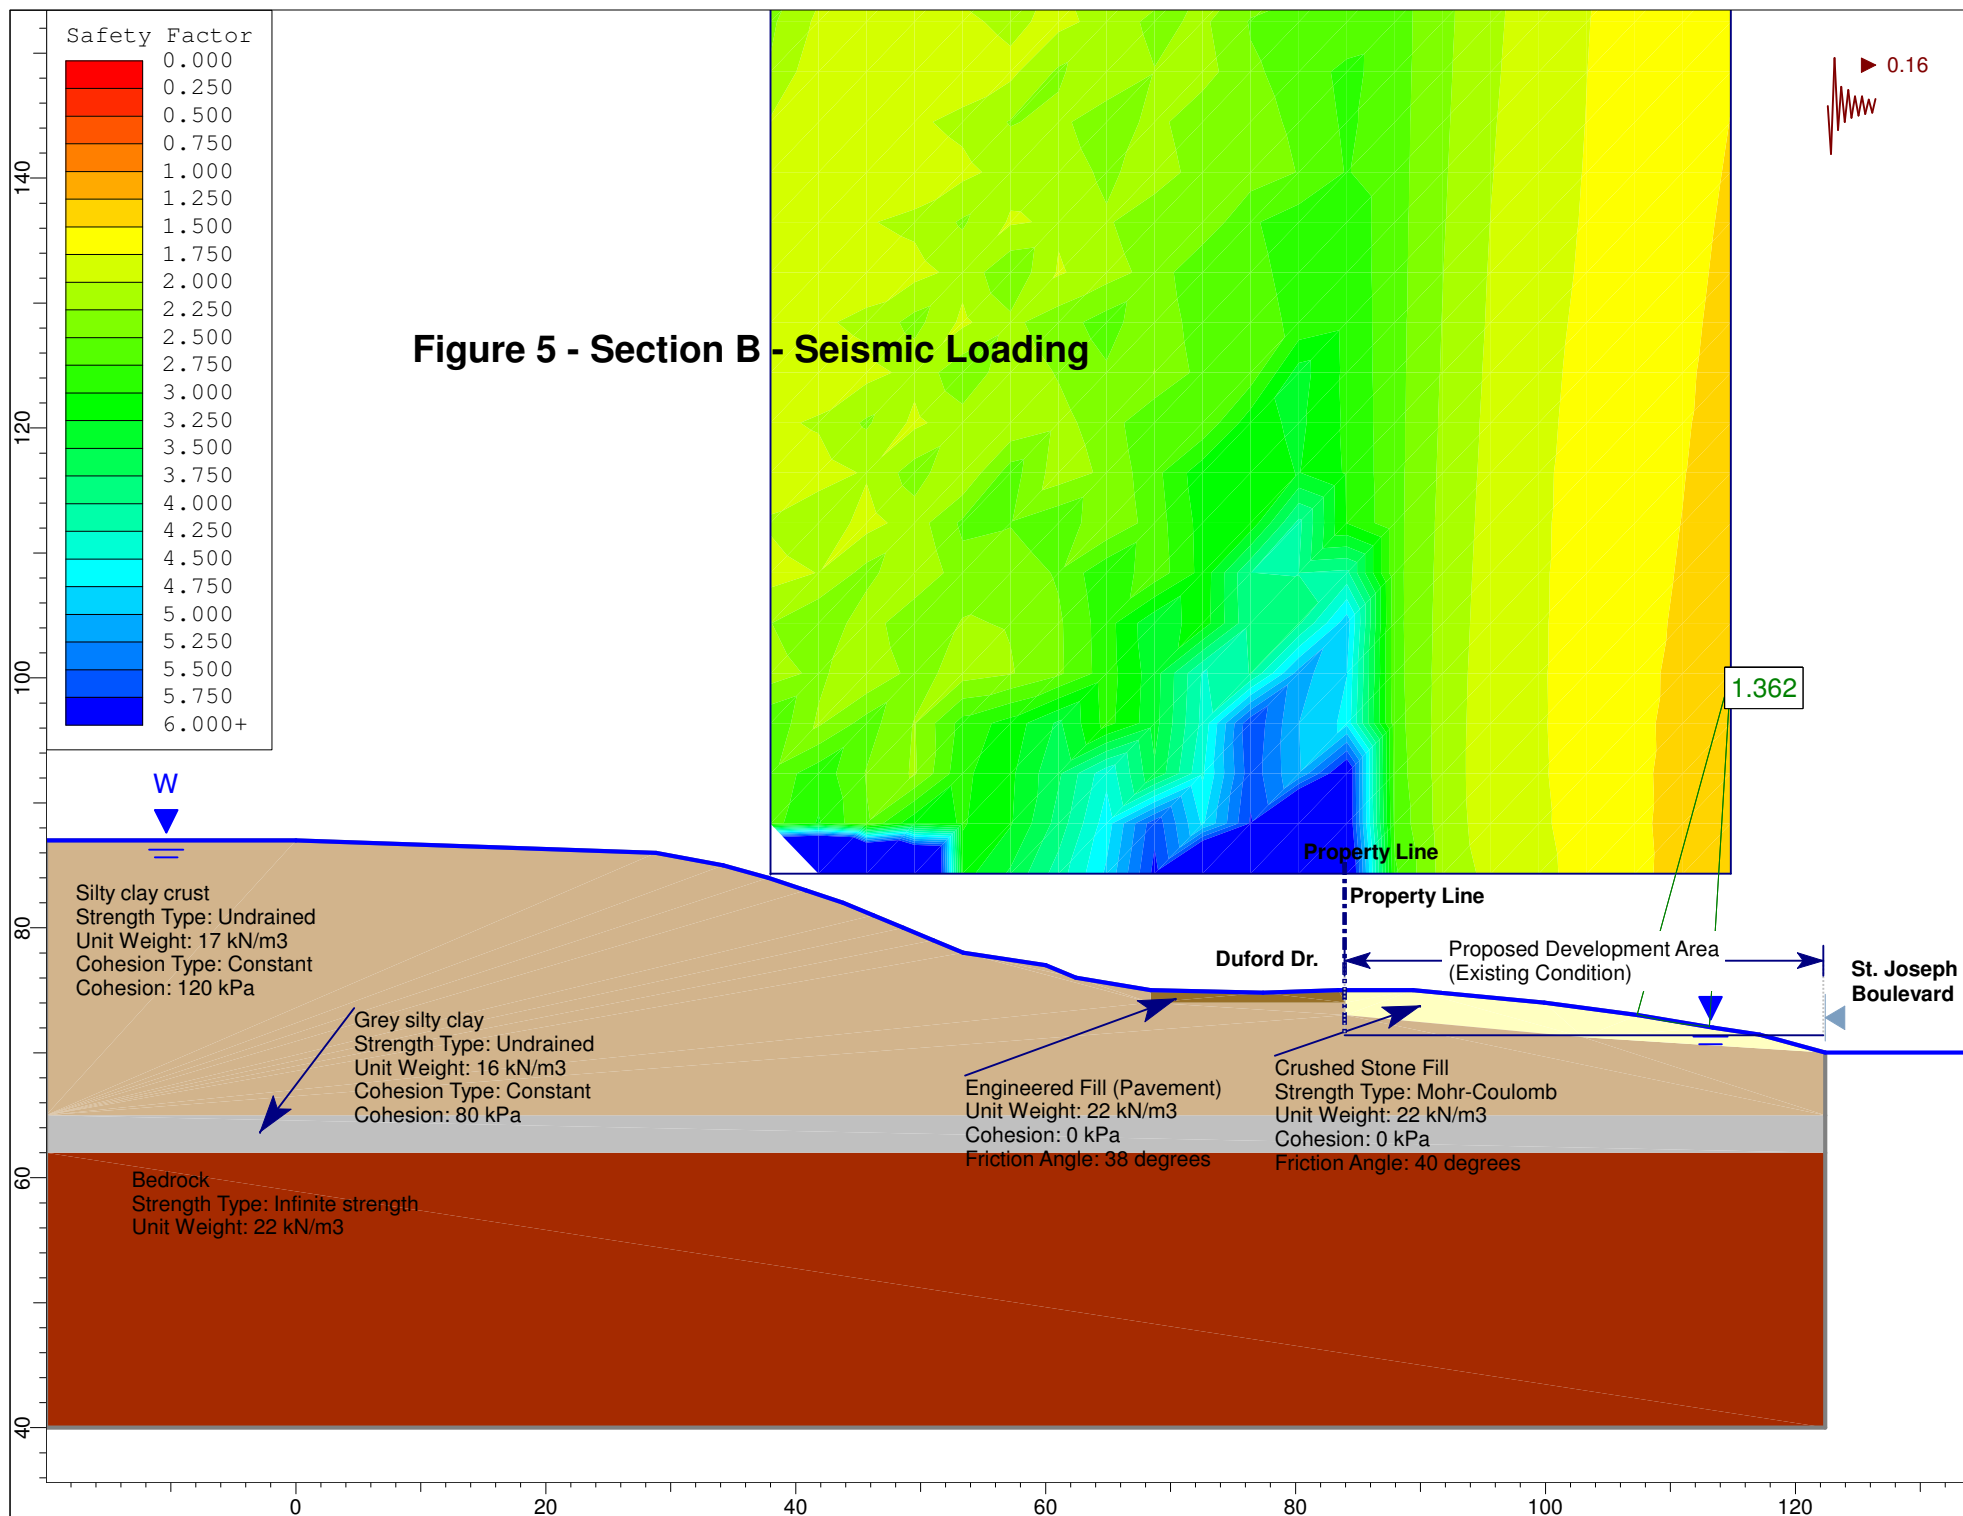 Safety Factor
0.000
0.250
0.500
0.750
1.000
1.250
1.500
1.750
2.000
2.250
2.500
2.750
3.000
3.250
3.500
3.750
4.000
4.250
4.500
4.750
5.000
5.250
5.500
5.750
6.000+
0.16
Figure 5 - Section B - Seismic Loading
1.362
W
Property Line
Property Line
Silty clay crust
Strength Type: Undrained
Unit Weight: 17 kN/m3
Cohesion Type: Constant
Cohesion: 120 kPa
Duford Dr.
Proposed Development Area
(Existing Condition)
St. Joseph
Boulevard
Grey silty clay
Strength Type: Undrained
Unit Weight: 16 kN/m3
Cohesion Type: Constant
Cohesion: 80 kPa
Engineered Fill (Pavement)
Unit Weight: 22 kN/m3
Cohesion: 0 kPa
Friction Angle: 38 degrees
Crushed Stone Fill
Strength Type: Mohr-Coulomb
Unit Weight: 22 kN/m3
Cohesion: 0 kPa
Friction Angle: 40 degrees
Bedrock
Strength Type: Infinite strength
Unit Weight: 22 kN/m3
140
120
100
80
60
40
0
20
40
60
80
100
120